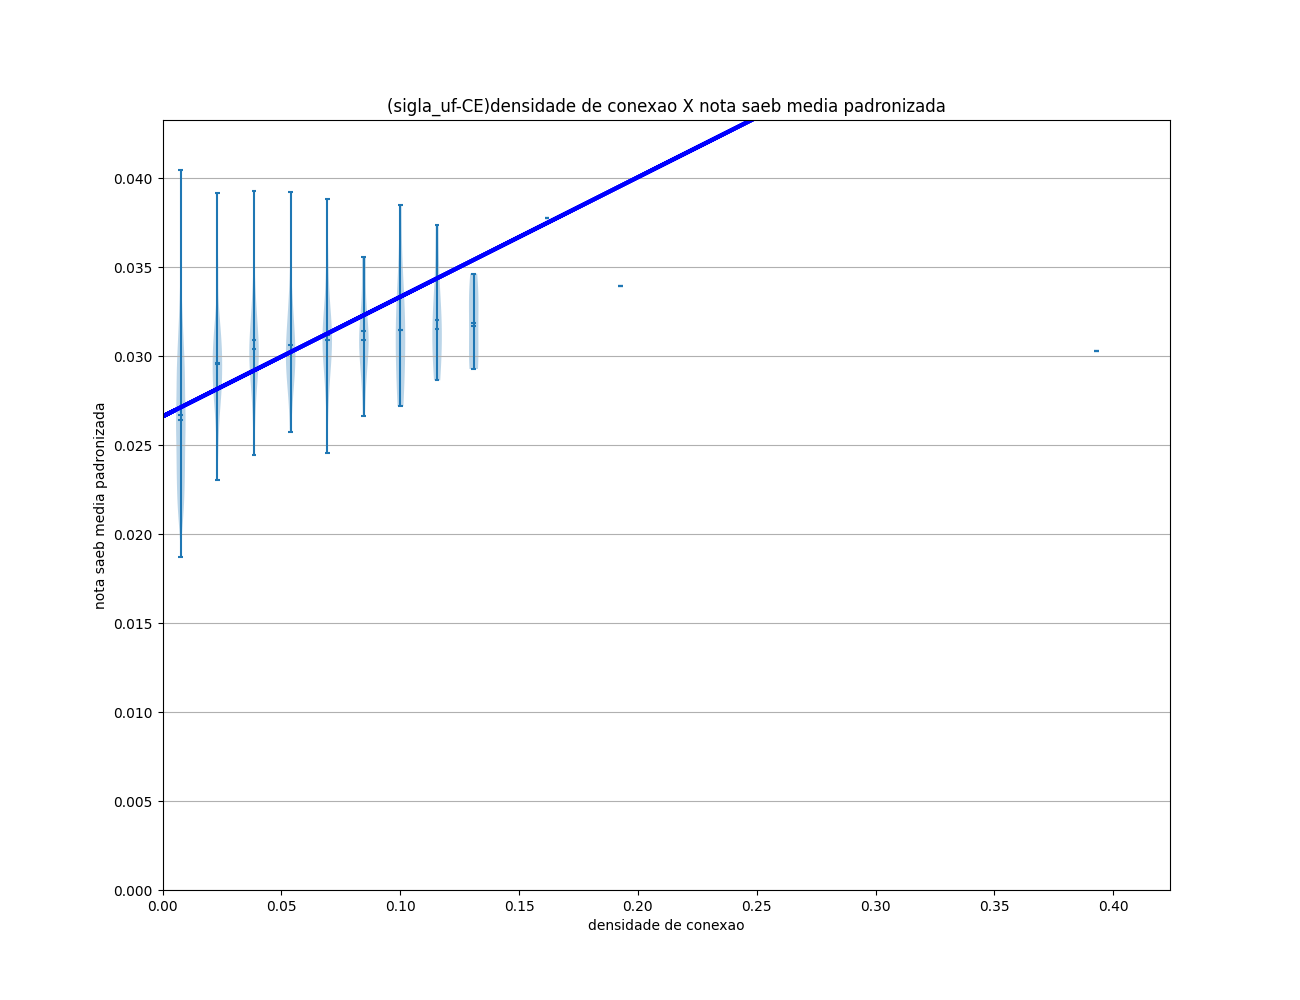 (sigla_uf-CE)densidade de conexao X nota saeb media padronizada
0.040
0.035
0.030
0.025
0.020
0.015
0.010
0.005
0.000
nota saeb media padronizada
0.00 0.05 0.10 0.15 0.20 0.25 0.30 0.35 0.40
densidade de conexao